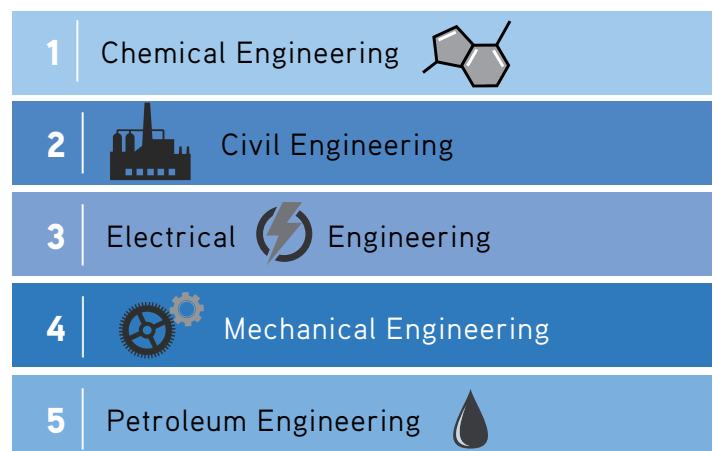 1 Chemical Engineering
2 Civil Engineering
3 Electrical Engineering
4 Mechanical Engineering
5 Petroleum Engineering